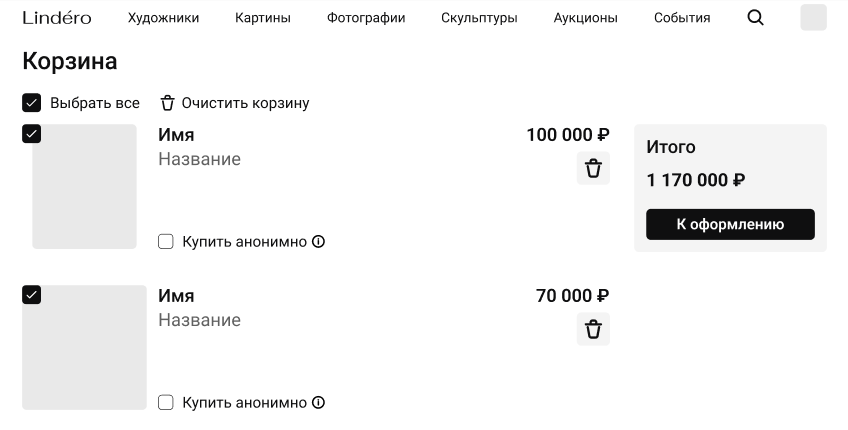 Lindéro Художники Картины Фотографии Скульптуры Аукционы События
Корзина
Выбрать все Очистить корзину
Имя 100 000 ₽
Название
Купить анонимно
Итого
1 170 000 ₽
К оформлению
Имя 70 000 ₽
Название
Купить анонимно